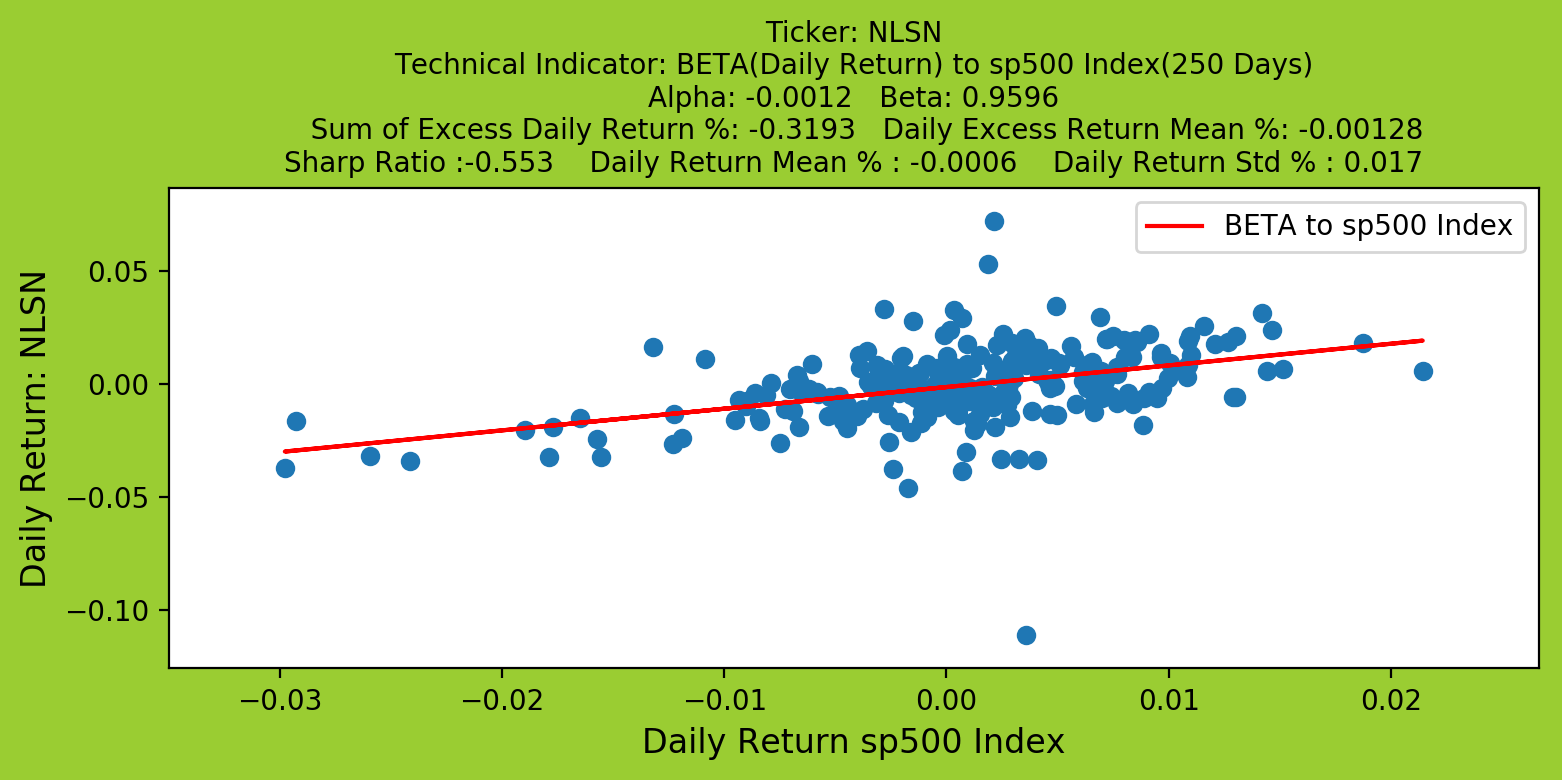 Ticker: NLSN
Technical Indicator: BETA(Daily Return) to sp500 Index(250 Days)
Alpha: -0.0012   Beta: 0.9596
Sum of Excess Daily Return %: -0.3193   Daily Excess Return Mean %: -0.00128
Sharp Ratio :-0.553    Daily Return Mean % : -0.0006    Daily Return Std % : 0.017
BETA to sp500 Index
Daily Return: NLSN
0.05
0.00
−0.05
−0.10
−0.03
−0.02
−0.01
0.00
0.01
0.02
Daily Return sp500 Index